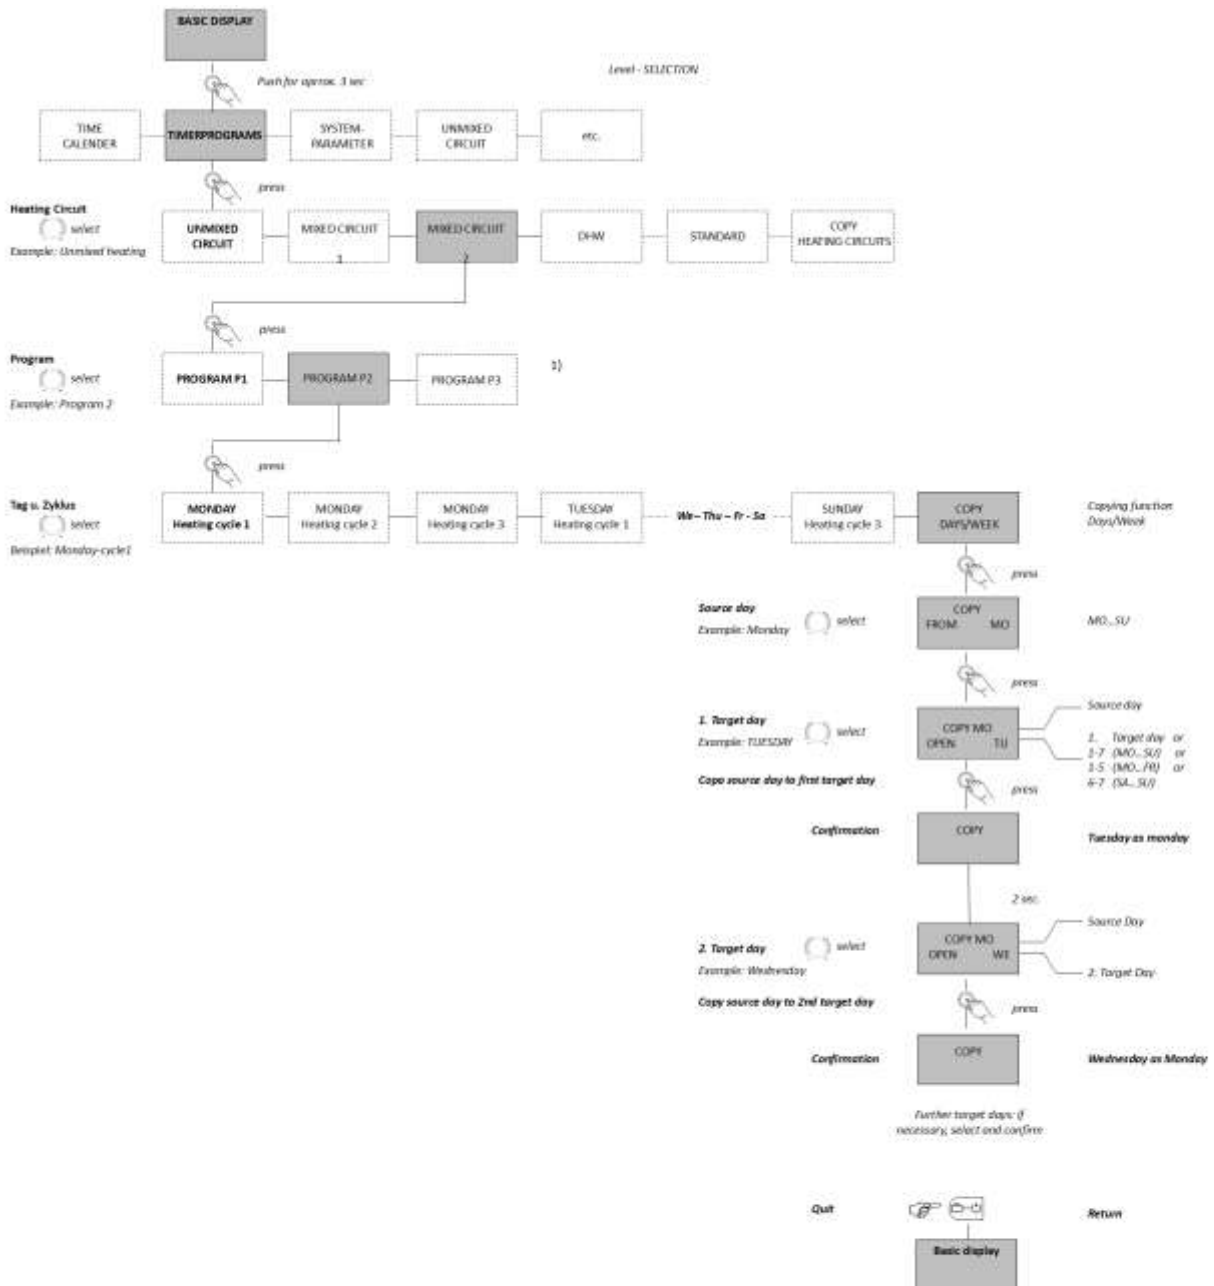 BASIC DISPLAY
Push for aprox. 3 sec
Level - SELECTION
TIME
CALENDER
TIMERPROGRAMS
SYSTEM-
PARAMETER
UNMIXED
CIRCUIT
etc.
press
Heating Circuit
select
Example: Unmixed heating
UNMIXED
CIRCUIT
MIXED CIRCUIT
1
MIXED CIRCUIT
2
DHW
STANDARD
COPY
HEATING CIRCUITS
press
Program
select
Example: Program 2
PROGRAM P1
PROGRAM P2
PROGRAM P3
1)
press
Tag u. Zyklus
select
Beispiel: Monday-cycle1
MONDAY
Heating cycle 1
MONDAY
Heating cycle 2
MONDAY
Heating cycle 3
TUESDAY
Heating cycle 1
We – Thu – Fr - Sa
SUNDAY
Heating cycle 3
COPY
DAYS/WEEK
Copying function
Days/Week
press
Source day
Example: Monday
select
COPY
FROM MO
MO...SU
press
1. Target day
Example: TUESDAY
select
COPY MO
OPEN TU
Source day
1. Target day or
1-7 (MO...SU) or
1-5 (MO...FR) or
6-7 (SA...SU)
Copa source day to first target day
press
Confirmation
COPY
Tuesday as monday
2 sec.
2. Target day
Example: Wednesday
select
COPY MO
OPEN WE
Source Day
2. Target Day
Copy source day to 2nd target day
press
Confirmation
COPY
Wednesday as Monday
Further target days: if
necessary, select and confirm
Quit
Return
Basic display